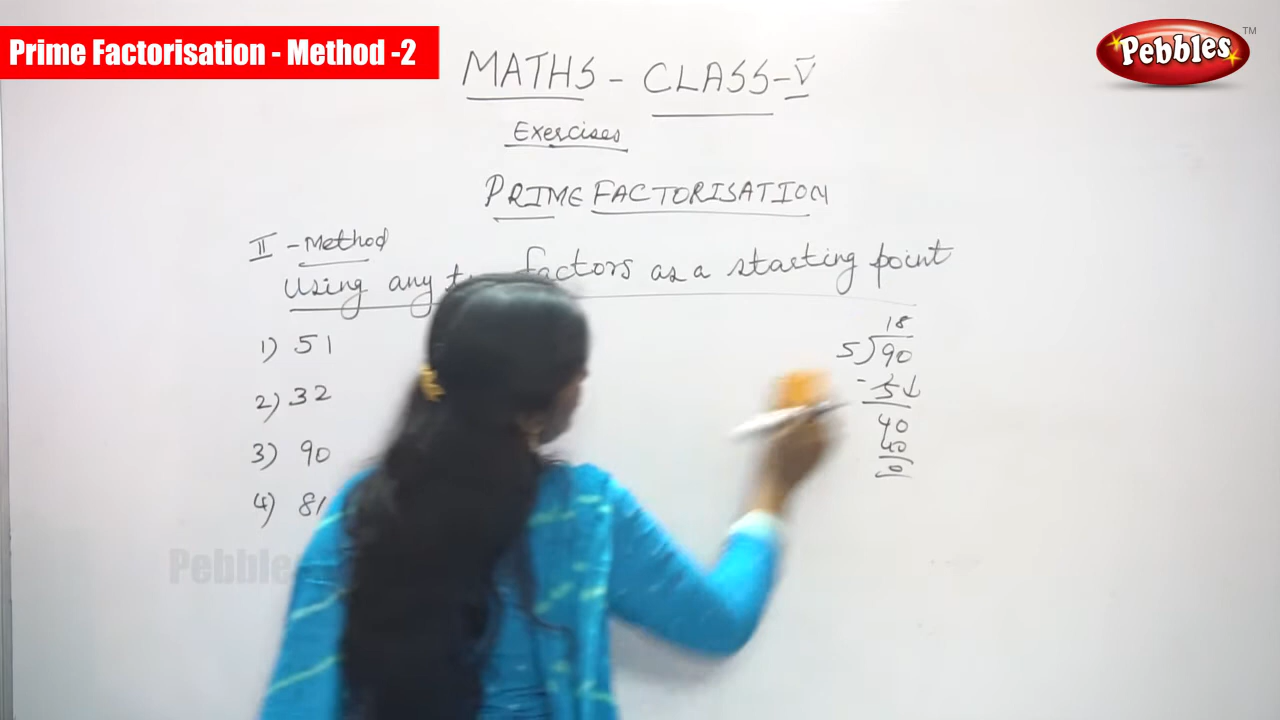 Prime Factorisation - Method -2
Pebbles TM
MATHS - CLASS - V
Exercises
PRIME FACTORISATION
II - Method
Using any factors as a starting point
1) 51
2) 32
3) 90
4) 81
18
5)90
- 5↓
40
40
0
Pebbles